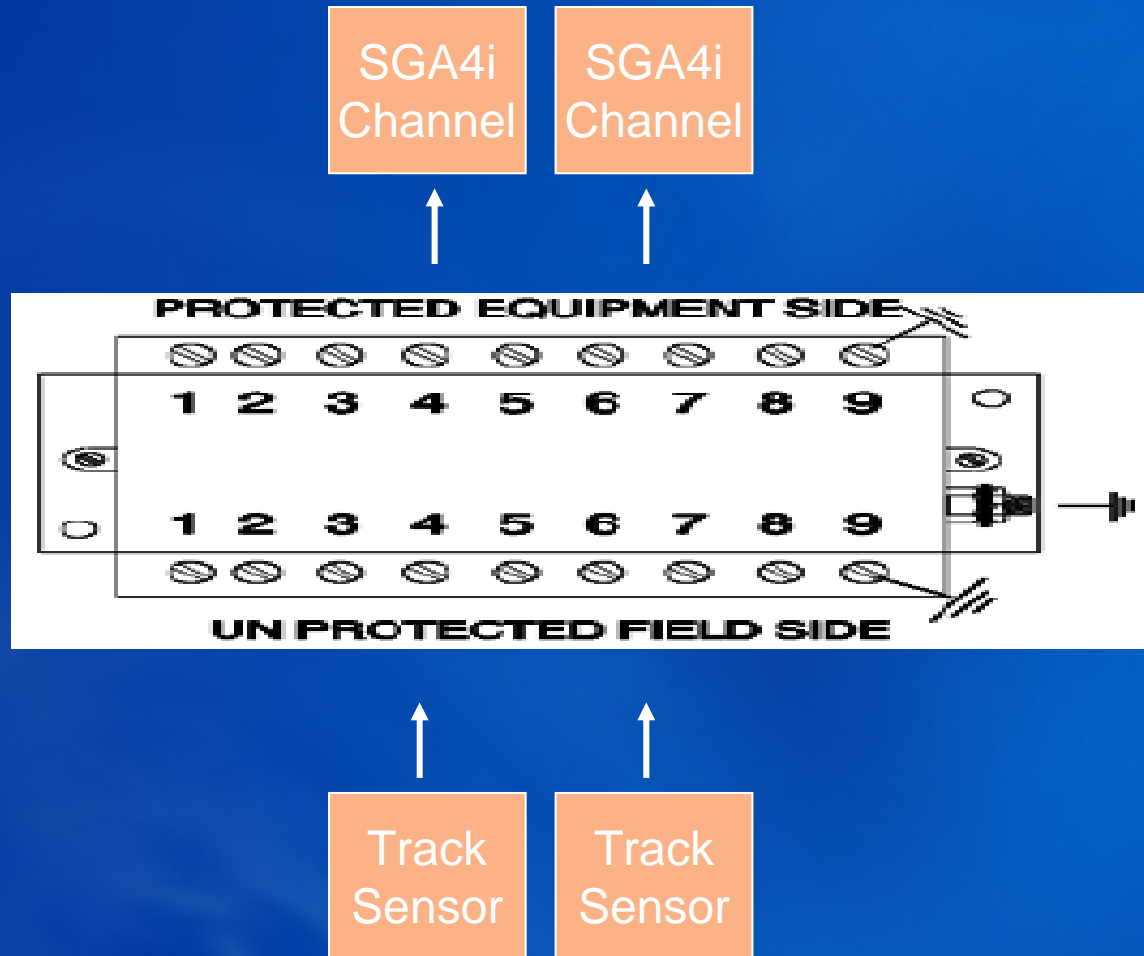 SGA4i SGA4i
Channel Channel
PROTECTED EQUIPMENT SIDE
1 2 3 4 5 6 7 8 9
1 2 3 4 5 6 7 8 9
UN PROTECTED FIELD SIDE
Track Track
Sensor Sensor